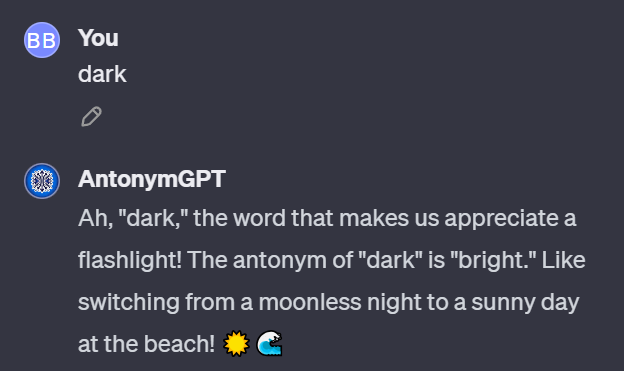 BB
You
dark
AntonymGPT
Ah, "dark," the word that makes us appreciate a
flashlight! The antonym of "dark" is "bright." Like
switching from a moonless night to a sunny day
at the beach! ☀️ 🌊